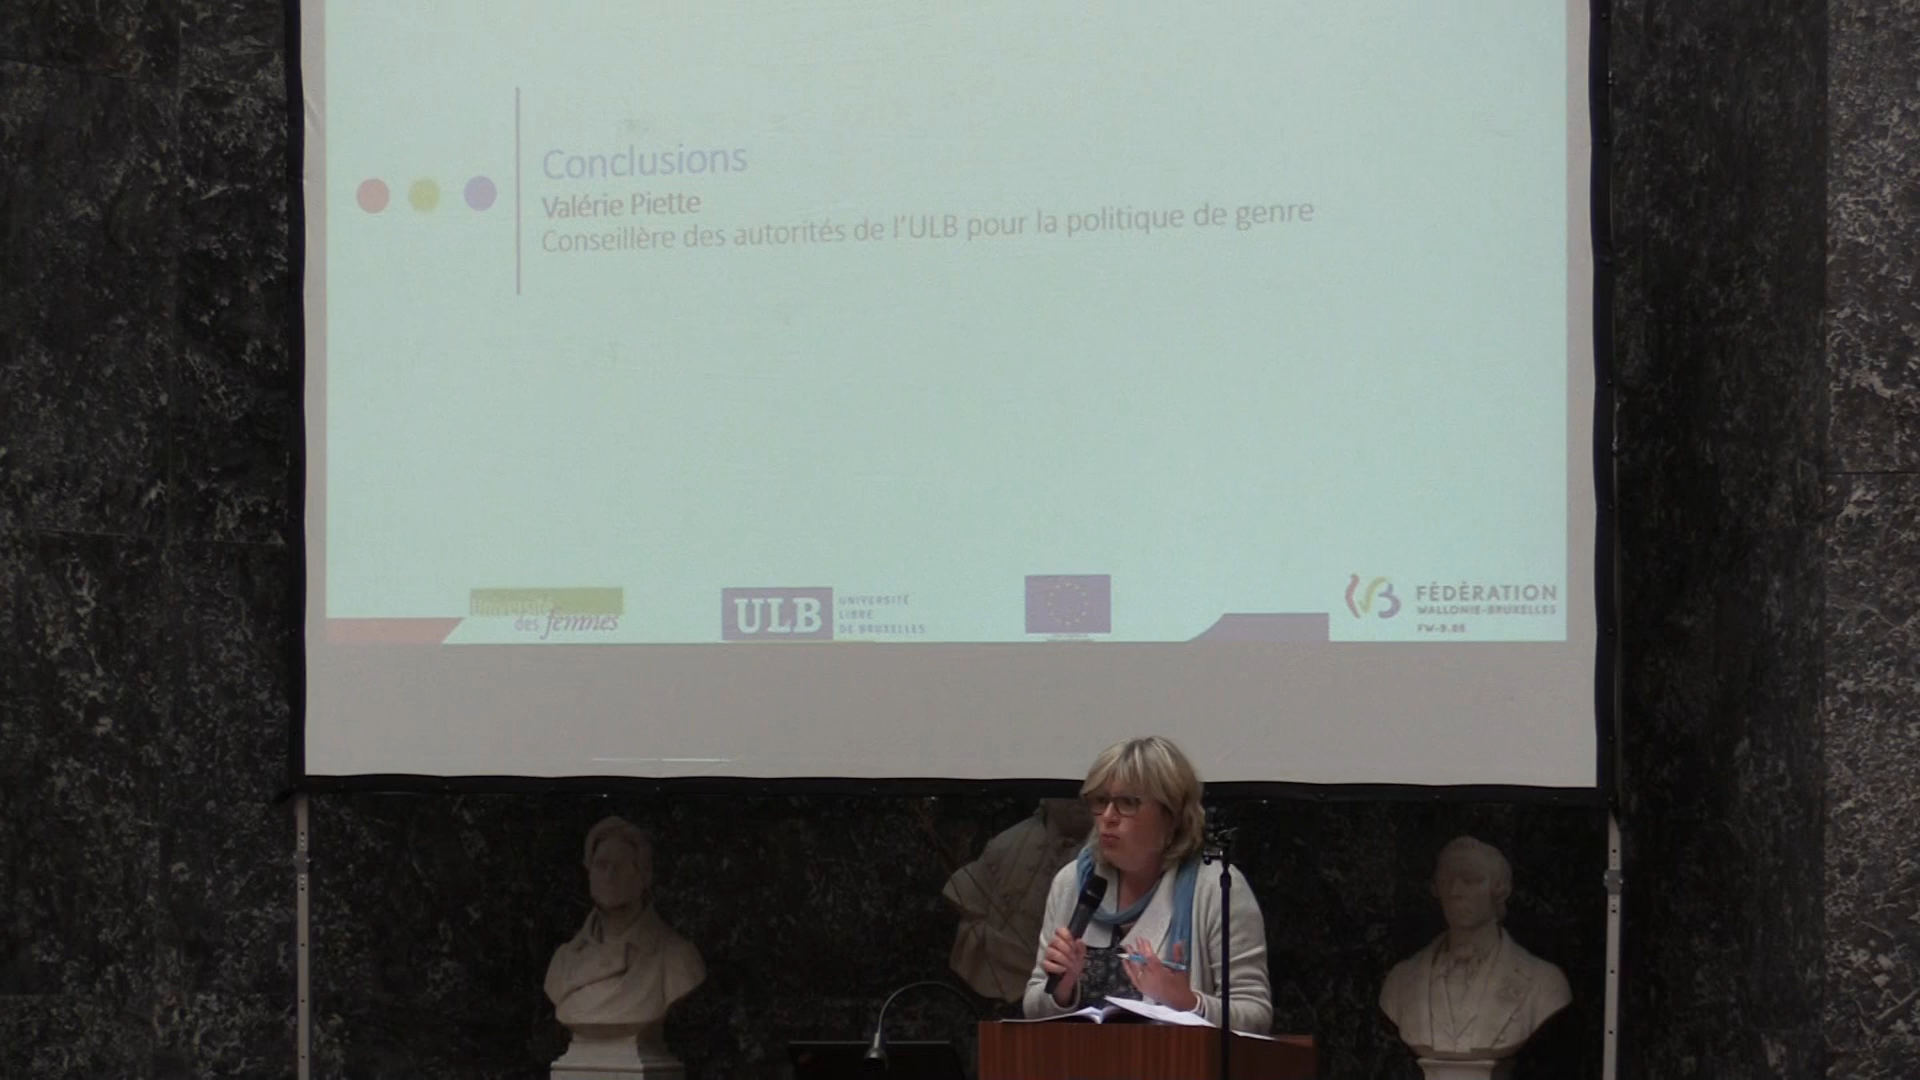 Conclusions
Valérie Piette
Conseillère des autorités de l'ULB pour la politique de genre
université
des femmes
ULB
UNIVERSITÉ
LIBRE
DE BRUXELLES
FÉDÉRATION
WALLONIE-BRUXELLES